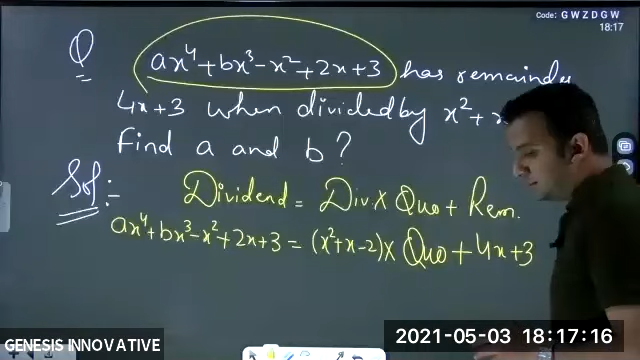 Code: GWZDGW
18:17
Q ax⁴+bx³-x²+2x+3 has remainder
4x+3 when divided by x²+x
Find a and b?
Sol:- Dividend = Div. x Quo + Rem.
ax⁴+bx³-x²+2x+3 = (x²+x-2) x Quo + 4x+3
GENESIS INNOVATIVE
2021-05-03 18:17:16